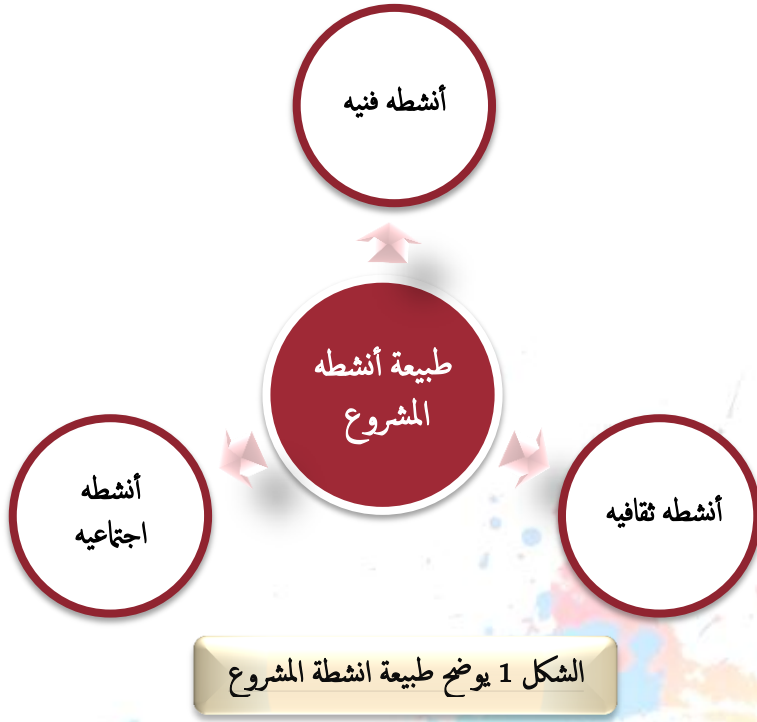 أنشطه فنيه
طبيعة أنشطه
المشروع
أنشطه ثقافيه
أنشطه
اجتماعيه
الشكل 1 يوضح طبيعة انشطة المشروع